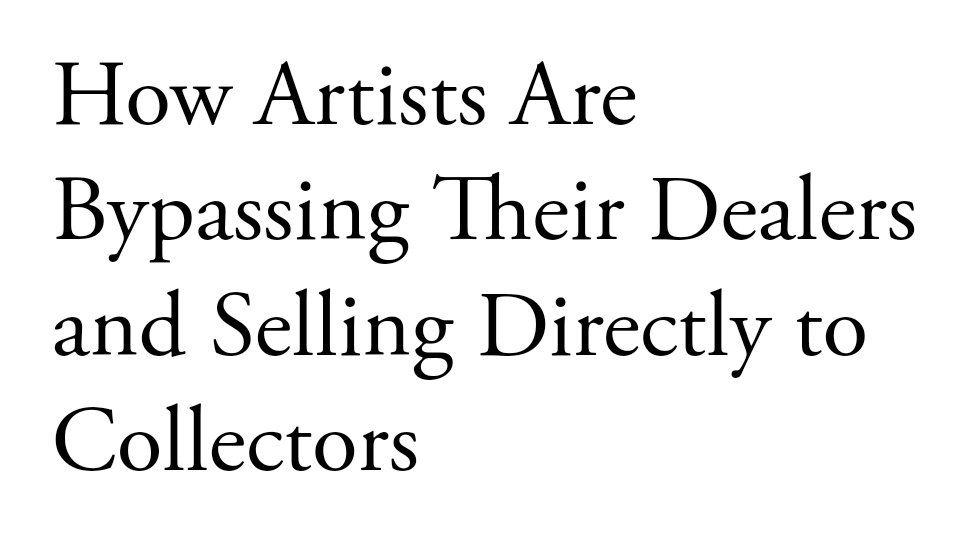 How Artists Are
Bypassing Their Dealers
and Selling Directly to
Collectors